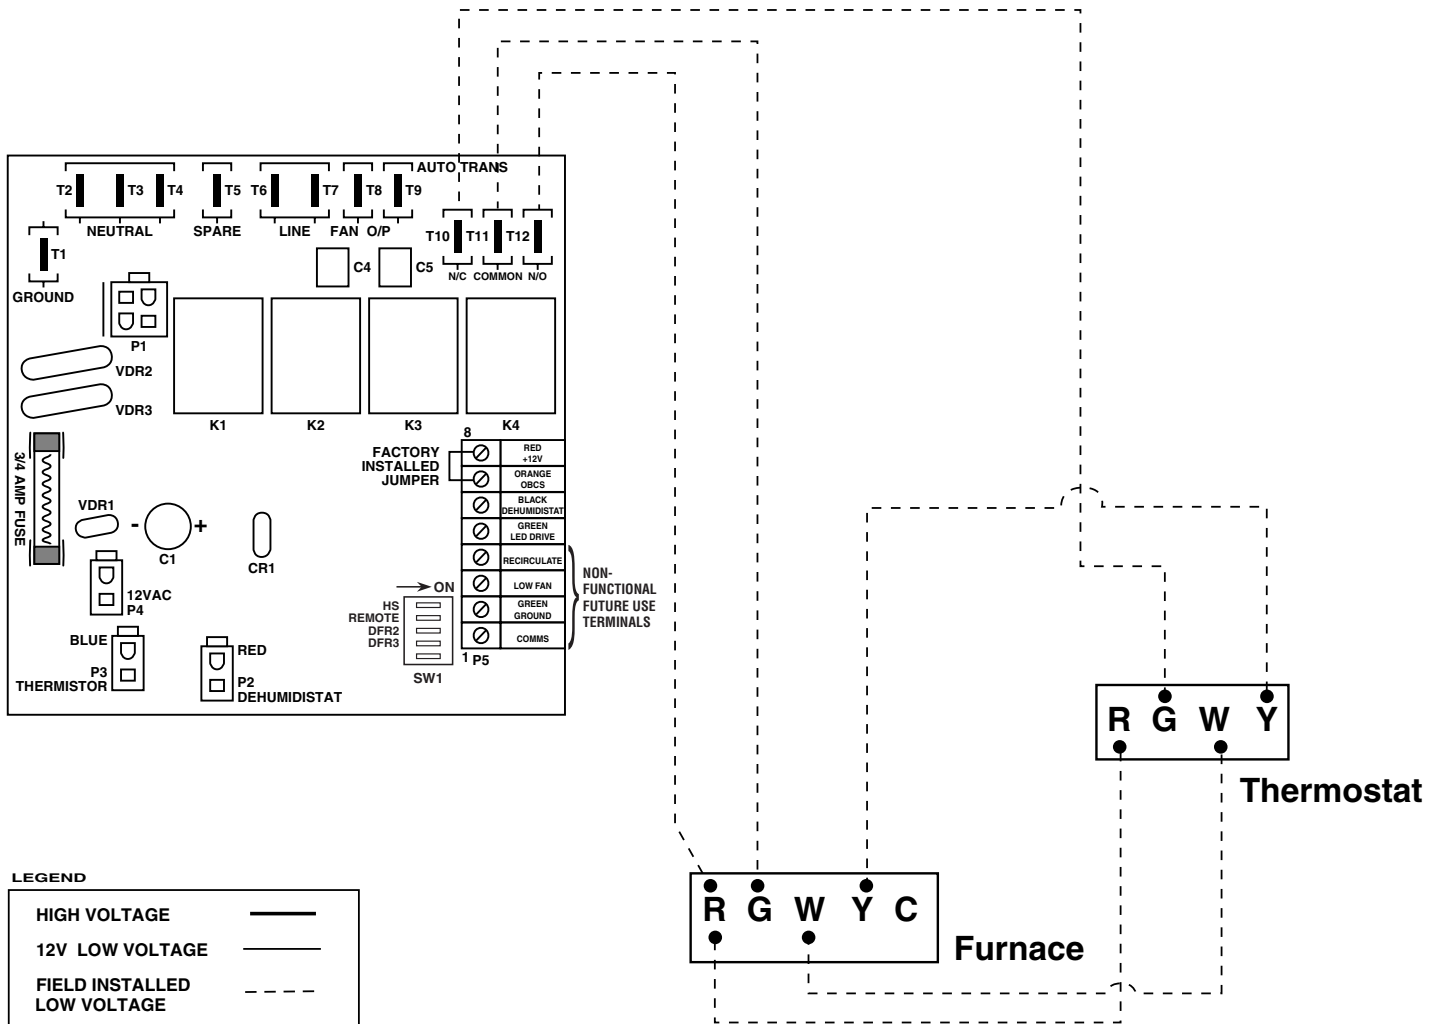 AUTO TRANS
T2 T3 T4 T5 T6 T7 T8 T9
NEUTRAL SPARE LINE FAN O/P
T10 T11 T12
N/C COMMON N/O
T1
GROUND
C4 C5
P1
VDR2
VDR3
K1 K2 K3 K4
3/4 AMP FUSE
8
FACTORY
INSTALLED
JUMPER
RED
+12V
ORANGE
OBCS
BLACK
DEHUMIDISTAT
GREEN
LED DRIVE
RECIRCULATE
LOW FAN
GREEN
GROUND
COMMS
1 P5
NON-
FUNCTIONAL
FUTURE USE
TERMINALS
VDR1
- +
C1
CR1
12VAC
P4
ON
HS
REMOTE
DFR2
DFR3
SW1
BLUE
P3
THERMISTOR
RED
P2
DEHUMIDISTAT
R G W Y
Thermostat
R G W Y C
Furnace
LEGEND
HIGH VOLTAGE
12V LOW VOLTAGE
FIELD INSTALLED
LOW VOLTAGE